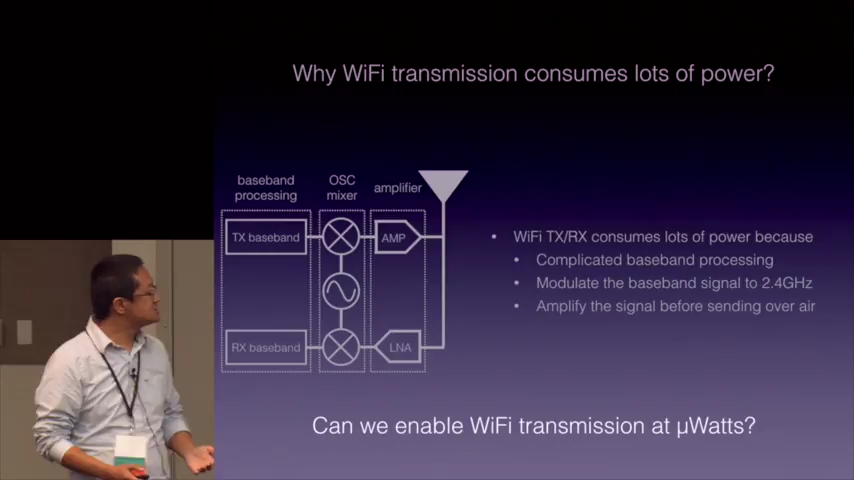 Why WiFi transmission consumes lots of power?
baseband
processing
OSC
mixer
amplifier
TX baseband
AMP
RX baseband
LNA
• WiFi TX/RX consumes lots of power because
• Complicated baseband processing
• Modulate the baseband signal to 2.4GHz
• Amplify the signal before sending over air
Can we enable WiFi transmission at µWatts?